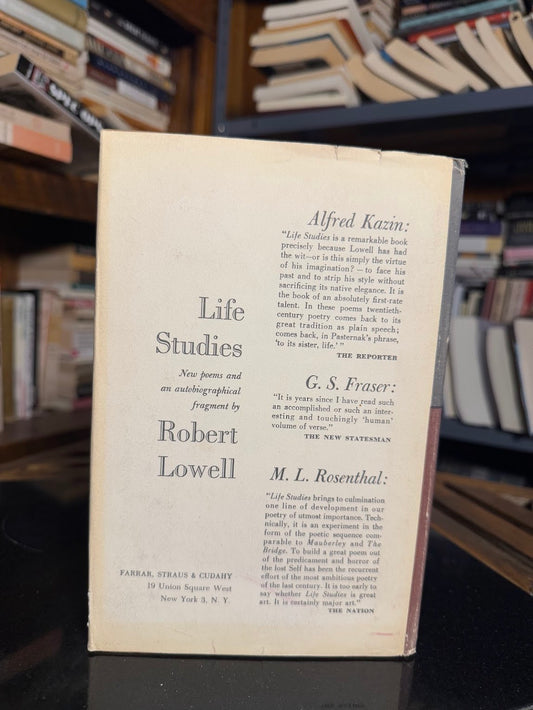 Life
Studies
New poems and
an autobiographical
fragment by
Robert
Lowell
FARRAR, STRAUS & CUDAHY
19 Union Square West
New York 3, N. Y.
Alfred Kazin:
"Life Studies is a remarkable book
precisely because Lowell has had
the wit—or is this simply the virtue
of his imagination? — to face his
past and to strip his style without
sacrificing its native elegance. It is
the book of an absolutely first-rate
talent. In these poems twentieth-
century poetry comes back to its
great tradition as plain speech;
comes back, in Pasternak's phrase,
'to its sister, life.'"
THE REPORTER
G. S. Fraser:
"It is years since I have read such
an accomplished or such an inter-
esting and touchingly 'human'
volume of verse."
THE NEW STATESMAN
M. L. Rosenthal:
"Life Studies brings to culmination
one line of development in our
poetry of utmost importance. Tech-
nically, it is an experiment in the
form of the poetic sequence com-
parable to Mauberley and The
Bridge. To build a great poem out
of the predicament and horror of
the lost Self has been the recurrent
effort of the most ambitious poetry
of the last century. It is too early to
say whether Life Studies is great
art. It is certainly major art."
THE NATION